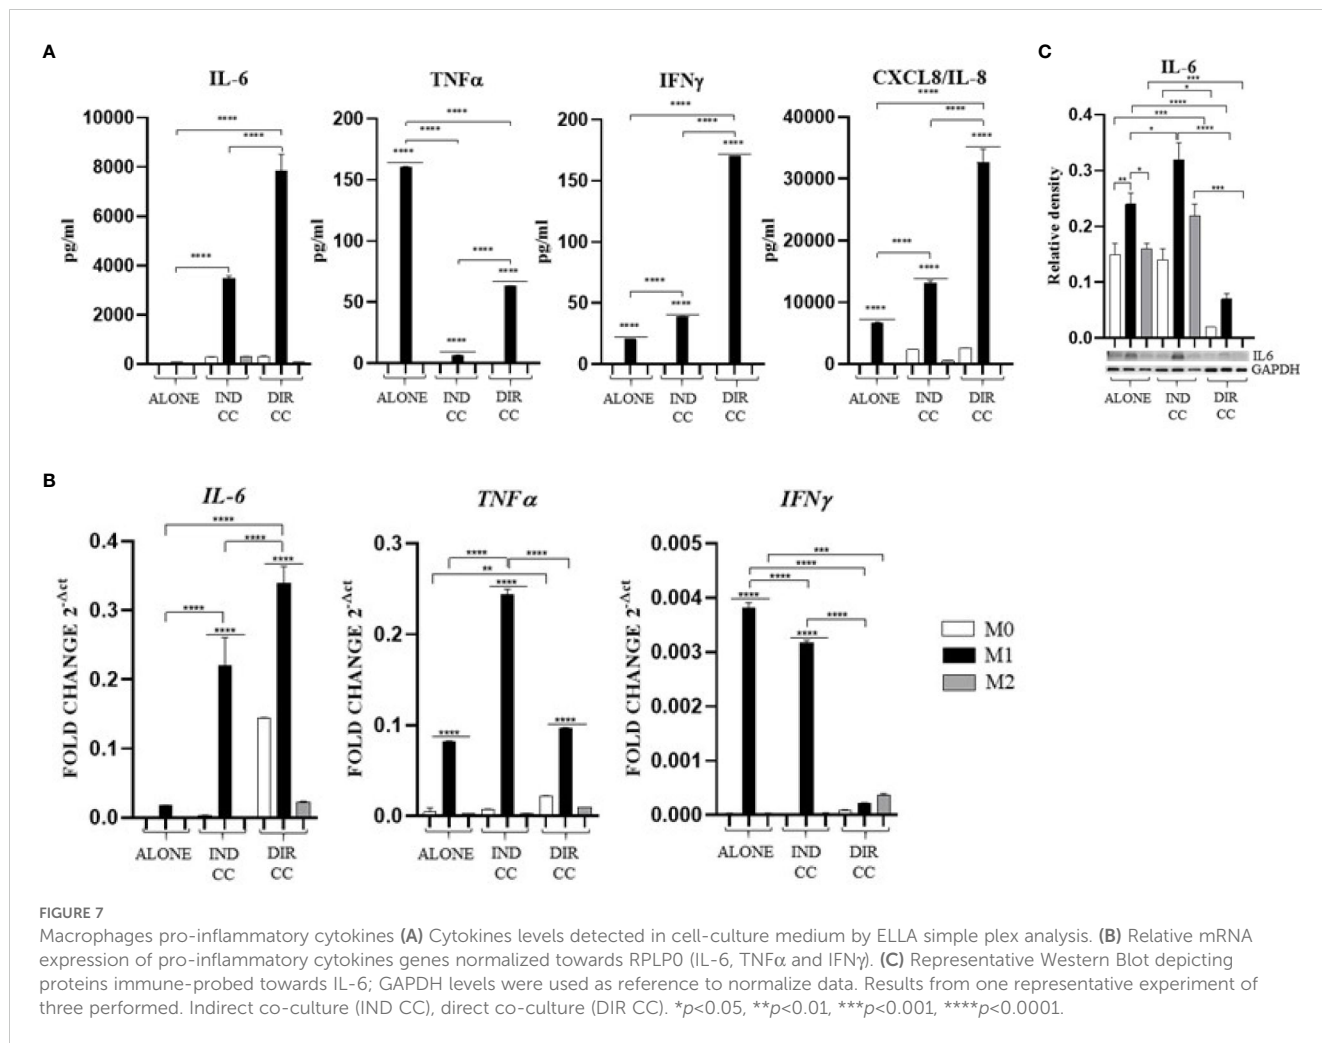 A
IL-6
10000
8000
6000
4000
2000
0
pg/ml
****
****
****
ALONE
IND
CC
DIR
CC
TNFα
200
150
100
50
0
pg/ml
****
****
****
****
****
****
ALONE
IND
CC
DIR
CC
IFNγ
200
150
100
50
0
pg/ml
****
****
****
****
****
****
ALONE
IND
CC
DIR
CC
CXCL8/IL-8
40000
30000
20000
10000
0
pg/ml
****
****
****
****
****
****
ALONE
IND
CC
DIR
CC
C
IL-6
0.4
0.3
0.2
0.1
0.0
Relative density
***
*
****
***
*
****
**
*
***
IL6
GAPDH
ALONE
IND
CC
DIR
CC
B
IL-6
0.4
0.3
0.2
0.1
0.0
FOLD CHANGE 2^-Δct
****
****
****
****
****
ALONE
IND
CC
DIR
CC
TNFα
0.3
0.2
0.1
0.0
FOLD CHANGE 2^-Δct
****
****
**
****
****
****
ALONE
IND
CC
DIR
CC
IFNγ
0.005
0.004
0.003
0.002
0.001
0.000
FOLD CHANGE 2^-Δct
***
****
****
****
****
****
ALONE
IND
CC
DIR
CC
M0
M1
M2
FIGURE 7
Macrophages pro-inflammatory cytokines (A) Cytokines levels detected in cell-culture medium by ELLA simple plex analysis. (B) Relative mRNA
expression of pro-inflammatory cytokines genes normalized towards RPLP0 (IL-6, TNFα and IFNγ). (C) Representative Western Blot depicting
proteins immune-probed towards IL-6; GAPDH levels were used as reference to normalize data. Results from one representative experiment of
three performed. Indirect co-culture (IND CC), direct co-culture (DIR CC). *p<0.05, **p<0.01, ***p<0.001, ****p<0.0001.